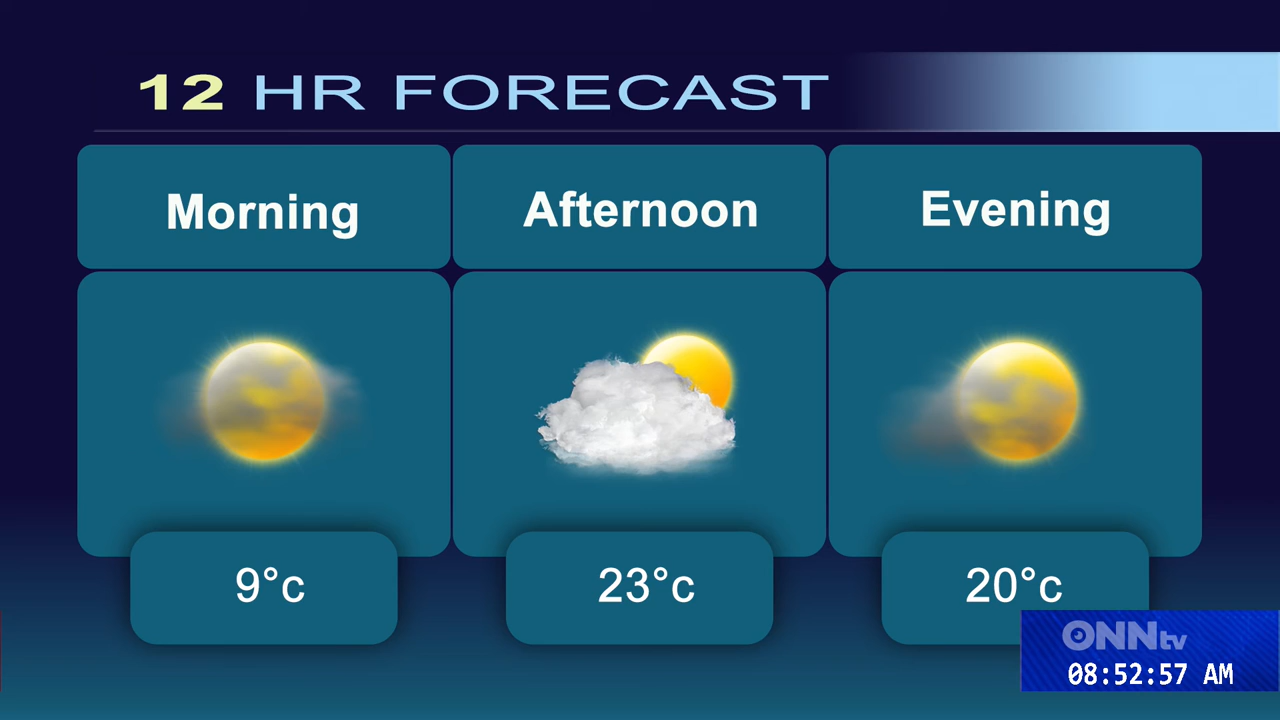 12 HR FORECAST
Morning
Afternoon
Evening
9°c
23°c
20°c
ONNtv
08:52:57 AM